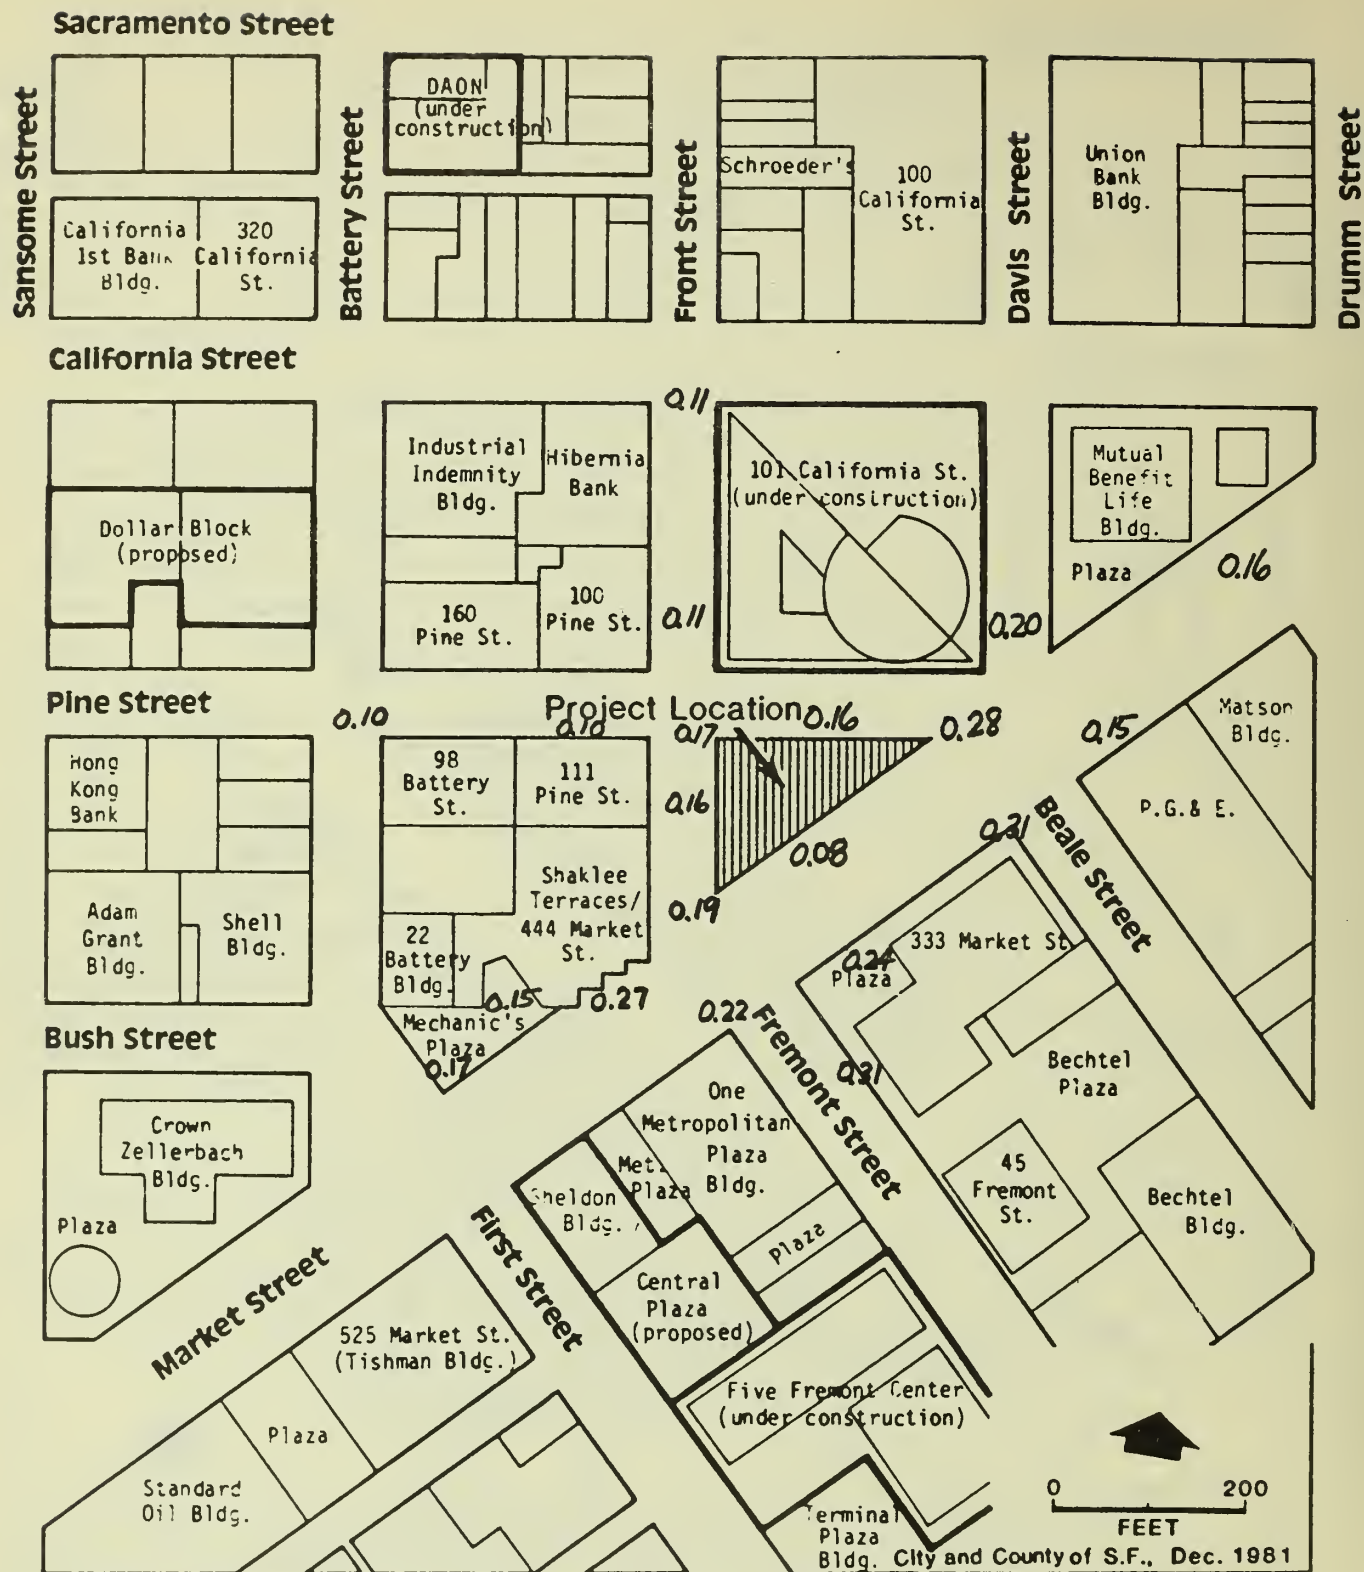 Sacramento Street
Sansome Street
Battery Street
Front Street
Davis Street
Drumm Street
DAON
(under
construction)
Schroeder's
100
California
St.
Union
Bank
Bldg.
California
1st Bank
Bldg.
320
California
St.
California Street
0.11
Industrial
Indemnity
Bldg.
Hibernia
Bank
101 California St.
(under construction)
Mutual
Benefit
Life
Bldg.
Plaza
0.16
Dollar Block
(proposed)
160
Pine St.
100
Pine St.
0.11
0.20
Pine Street
0.10
Project Location
0.10
0.17
0.16
0.28
0.15
Matson
Bldg.
P.G.& E.
Hong
Kong
Bank
98
Battery
St.
111
Pine St.
0.16
0.08
0.31
Beale Street
Shaklee
Terraces/
444 Market
St.
0.19
Adam
Grant
Bldg.
Shell
Bldg.
22
Battery
Bldg.
333 Market St
0.24
Plaza
0.15
0.27
Mechanic's
Plaza
0.17
0.22
Fremont Street
0.31
Bush Street
Bechtel
Plaza
One
Metropolitan
Plaza
Bldg.
Plaza
Crown
Zellerbach
Bldg.
Plaza
Sheldon
Bldg.
45
Fremont
St.
Bechtel
Bldg.
Plaza
First Street
Market Street
Central
Plaza
(proposed)
525 Market St.
(Tishman Bldg.)
Plaza
Standard
Oil Bldg.
Five Fremont Center
(under construction)
Terminal
Plaza
Bldg.
0 200
FEET
City and County of S.F., Dec. 1981